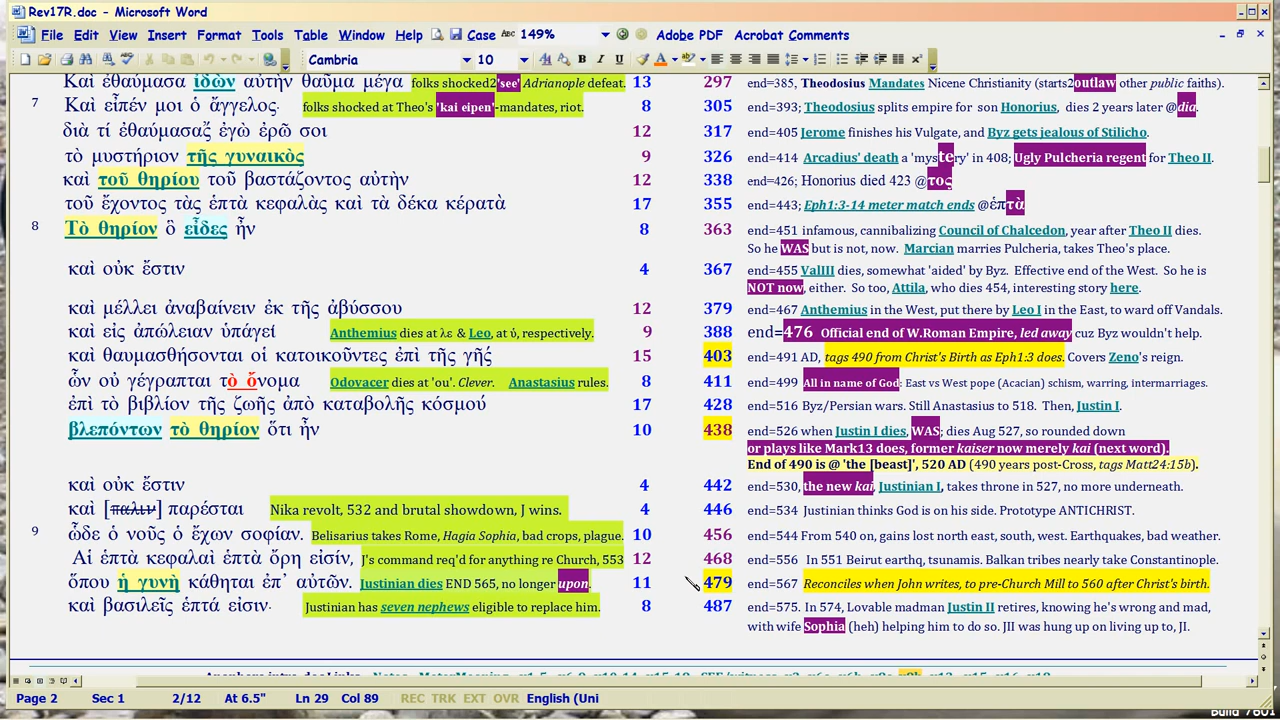 Rev17R.doc - Microsoft Word
File Edit View Insert Format Tools Table Window Help Case 149% Adobe PDF Acrobat Comments
Cambria 10 B I U
Καὶ ἐθαύμασα ἰδὼν αὐτὴν θαῦμα μέγα folks shocked2'see' Adrianople defeat. 13 297 end=385, Theodosius Mandates Nicene Christianity (starts2outlaw other public faiths).
7 Καὶ εἶπέν μοι ὁ ἄγγελος· folks shocked at Theo's 'kai eipen'-mandates, riot. 8 305 end=393; Theodosius splits empire for son Honorius, dies 2 years later @dia
διὰ τί ἐθαύμασαξ ἐγὼ ἐρῶ σοι 12 317 end=405 Jerome finishes his Vulgate, and Byz gets jealous of Stilicho.
τὸ μυστήριον τῆς γυναικὸς 9 326 end=414 Arcadius' death a 'mystery' in 408; Ugly Pulcheria regent for Theo II.
καὶ τοῦ θηρίου τοῦ βαστάζοντος αὐτὴν 12 338 end=426; Honorius died 423 @τος
τοῦ ἔχοντος τὰς ἑπτὰ κεφαλὰς καὶ τὰ δέκα κέρατὰ 17 355 end=443; Eph1:3-14 meter match ends @ἑπτὰ
8 Τὸ θηρίον ὃ εἶδες ἦν 8 363 end=451 infamous, cannibalizing Council of Chalcedon, year after Theo II dies.
So he WAS but is not, now. Marcian marries Pulcheria, takes Theo's place.
καὶ οὐκ ἔστιν 4 367 end=455 ValIII dies, somewhat 'aided' by Byz. Effective end of the West. So he is
NOT now, either. So too, Attila, who dies 454, interesting story here.
καὶ μέλλει ἀναβαίνειν ἐκ τῆς ἀβύσσου 12 379 end=467 Anthemius in the West, put there by Leo I in the East, to ward off Vandals.
καὶ εἰς ἀπώλειαν ὑπάγεί Anthemius dies at λε & Leo, at ύ, respectively. 9 388 end=476 Official end of W.Roman Empire, led away cuz Byz wouldn't help.
καὶ θαυμασθήσονται οἱ κατοικοῦντες ἐπὶ τῆς γῆς 15 403 end=491 AD, tags 490 from Christ's Birth as Eph1:3 does. Covers Zeno's reign.
ὧν οὐ γέγραπται τὸ ὄνομα Odovacer dies at 'ou'. Clever. Anastasius rules. 8 411 end=499 All in name of God: East vs West pope (Acacian) schism, warring, intermarriages.
ἐπὶ τὸ βιβλίον τῆς ζωῆς ἀπὸ καταβολῆς κόσμού 17 428 end=516 Byz/Persian wars. Still Anastasius to 518. Then, Justin I.
βλεπόντων τὸ θηρίον ὅτι ἦν 10 438 end=526 when Justin I dies, WAS; dies Aug 527, so rounded down
or plays like Mark13 does, former kaiser now merely kai (next word).
End of 490 is @ 'the [beast]', 520 AD (490 years post-Cross, tags Matt24:15b).
καὶ οὐκ ἔστιν 4 442 end=530, the new kai, Justinian I, takes throne in 527, no more underneath.
καὶ [παλιν] παρέσται Nika revolt, 532 and brutal showdown, J wins. 4 446 end=534 Justinian thinks God is on his side. Prototype ANTICHRIST.
9 ὧδε ὁ νοῦς ὁ ἔχων σοφίαν. Belisarius takes Rome, Hagia Sophia, bad crops, plague. 10 456 end=544 From 540 on, gains lost north east, south, west. Earthquakes, bad weather.
Αἱ ἑπτὰ κεφαλαὶ ἑπτὰ ὄρη εἰσίν, J's command req'd for anything re Church, 553 12 468 end=556 In 551 Beirut earthq, tsunamis. Balkan tribes nearly take Constantinople.
ὅπου ἡ γυνὴ κάθηται ἐπ᾽ αὐτῶν. Justinian dies END 565, no longer upon. 11 479 end=567 Reconciles when John writes, to pre-Church Mill to 560 after Christ's birth.
καὶ βασιλεῖς ἑπτά εἰσιν· Justinian has seven nephews eligible to replace him. 8 487 end=575. In 574, Lovable madman Justin II retires, knowing he's wrong and mad,
with wife Sophia (heh) helping him to do so. JII was hung up on living up to, JI.
Page 2 Sec 1 2/12 At 6.5" Ln 29 Col 89 REC TRK EXT OVR English (Uni
Build 7601